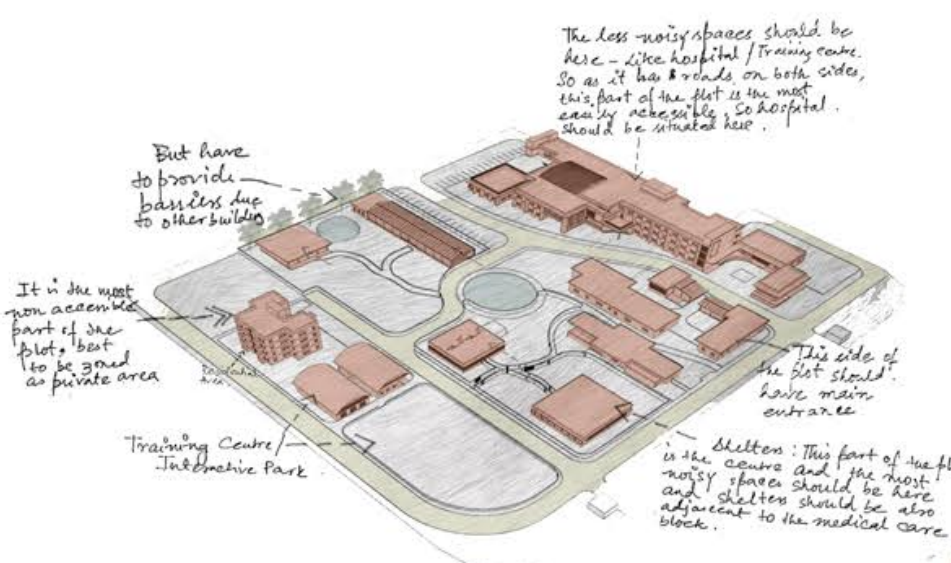 The less noisy spaces should be
here - like hospital / Training centre.
So as it has roads on both sides,
this part of the plot is the most
easily accessible. So hospital.
should be situated here.
But have
to provide
barriers due
to other building
It is the most
non accessible
part of the
plot, best
to be zoned
as private area
Residential
Area.
Training Centre/
Interactive Park
This side of
the plot should
have main
entrance
Shelters: This part of the pl
is the centre and the most
noisy spaces should be here
and shelters should be also
adjascent to the medical care
block.